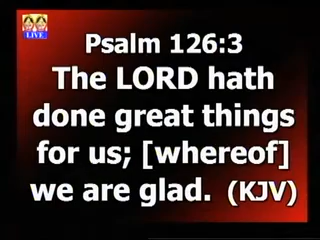 LIVE
Psalm 126:3
The LORD hath
done great things
for us; [whereof]
we are glad. (KJV)